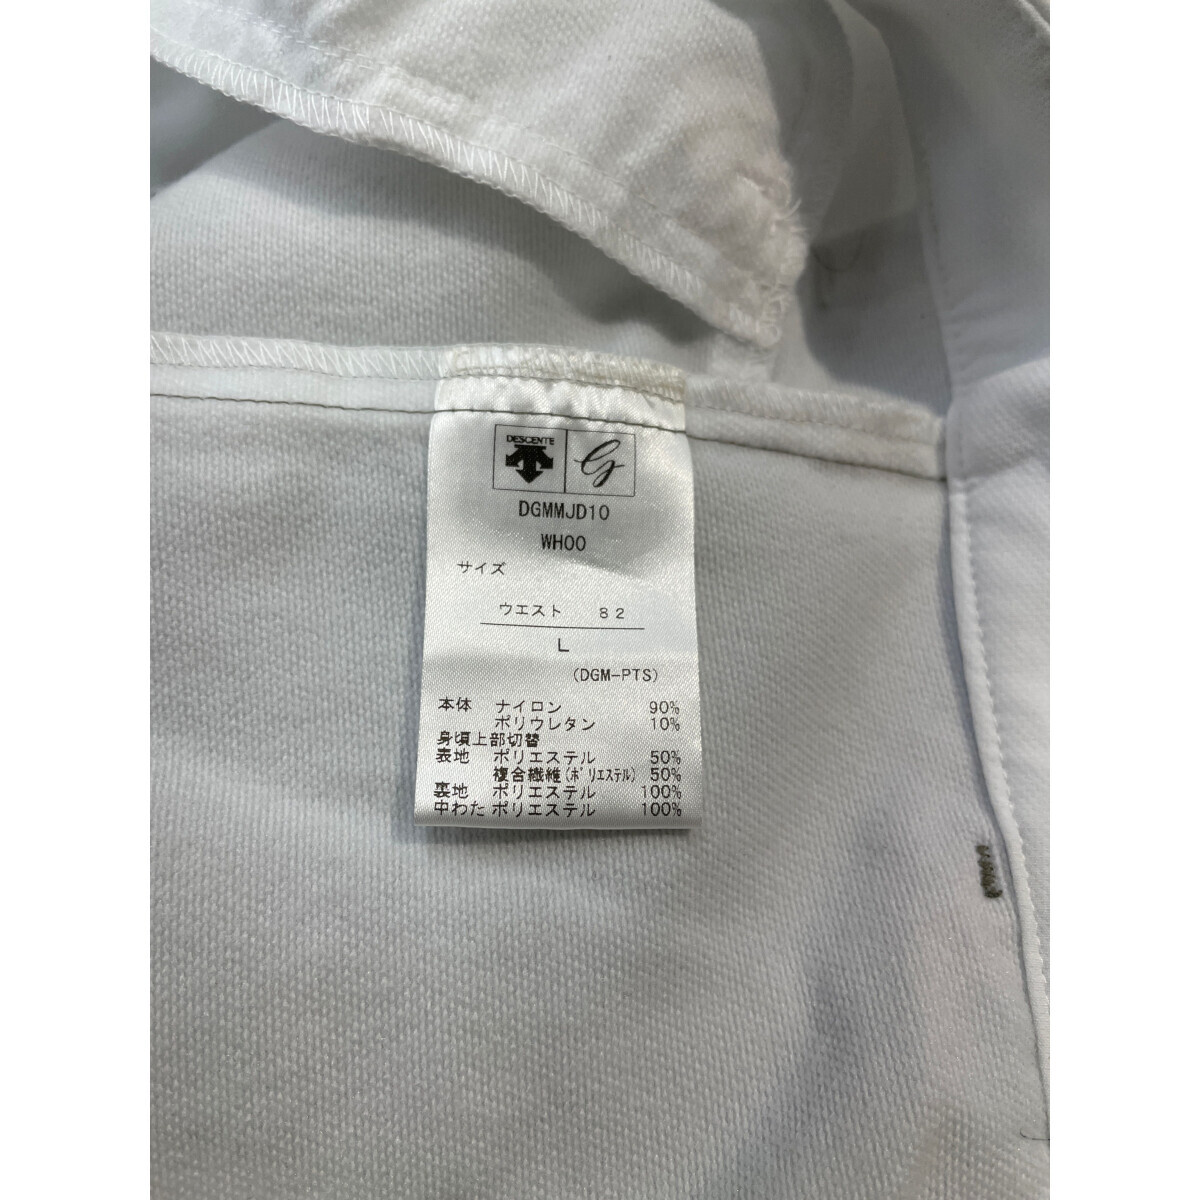 DESCENTE
G
DGMMJD10
WH00
サイズ
ウエスト 82
L
(DGM-PTS)
本体 ナイロン 90%
ポリウレタン 10%
身頃上部切替
表地 ポリエステル 50%
複合繊維(ポリエステル) 50%
裏地 ポリエステル 100%
中わた ポリエステル 100%